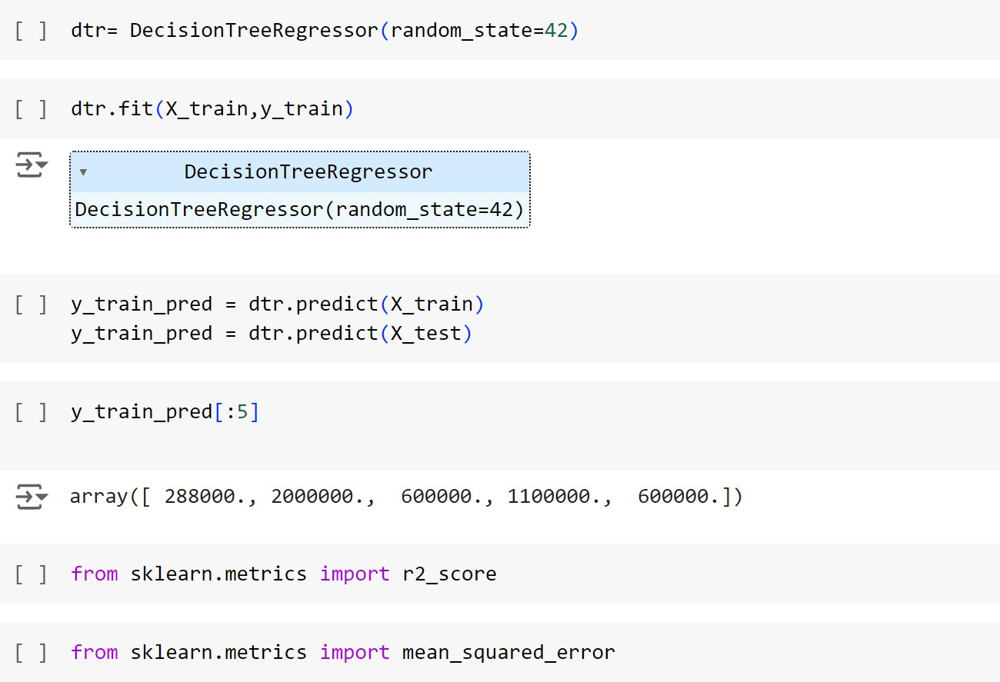 [ ] dtr= DecisionTreeRegressor(random_state=42)
[ ] dtr.fit(X_train,y_train)
DecisionTreeRegressor
DecisionTreeRegressor(random_state=42)
[ ] y_train_pred = dtr.predict(X_train)
y_train_pred = dtr.predict(X_test)
[ ] y_train_pred[:5]
array([ 288000., 2000000.,  600000., 1100000.,  600000.])
[ ] from sklearn.metrics import r2_score
[ ] from sklearn.metrics import mean_squared_error